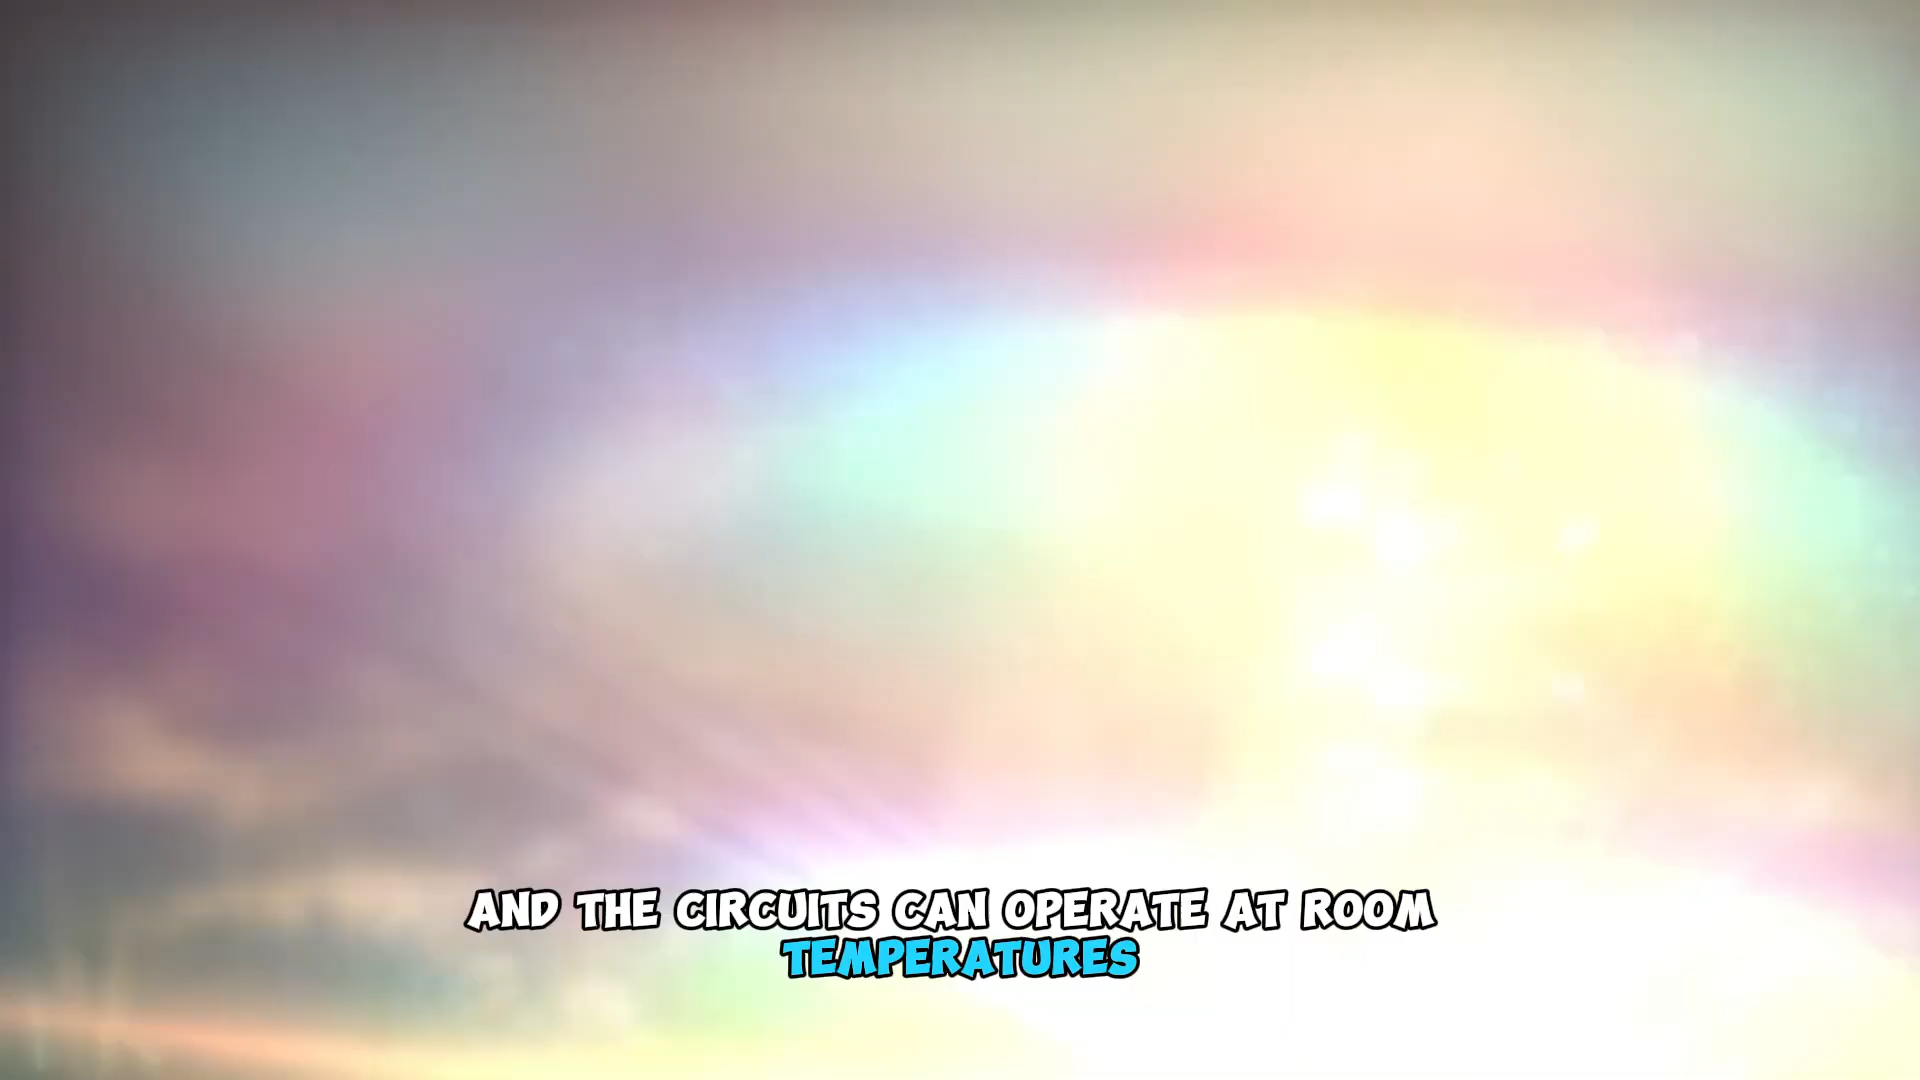 AND THE CIRCUITS CAN OPERATE AT ROOM
TEMPERATURES